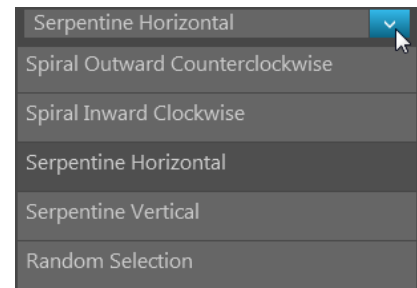 Serpentine Horizontal
Spiral Outward Counterclockwise
Spiral Inward Clockwise
Serpentine Horizontal
Serpentine Vertical
Random Selection